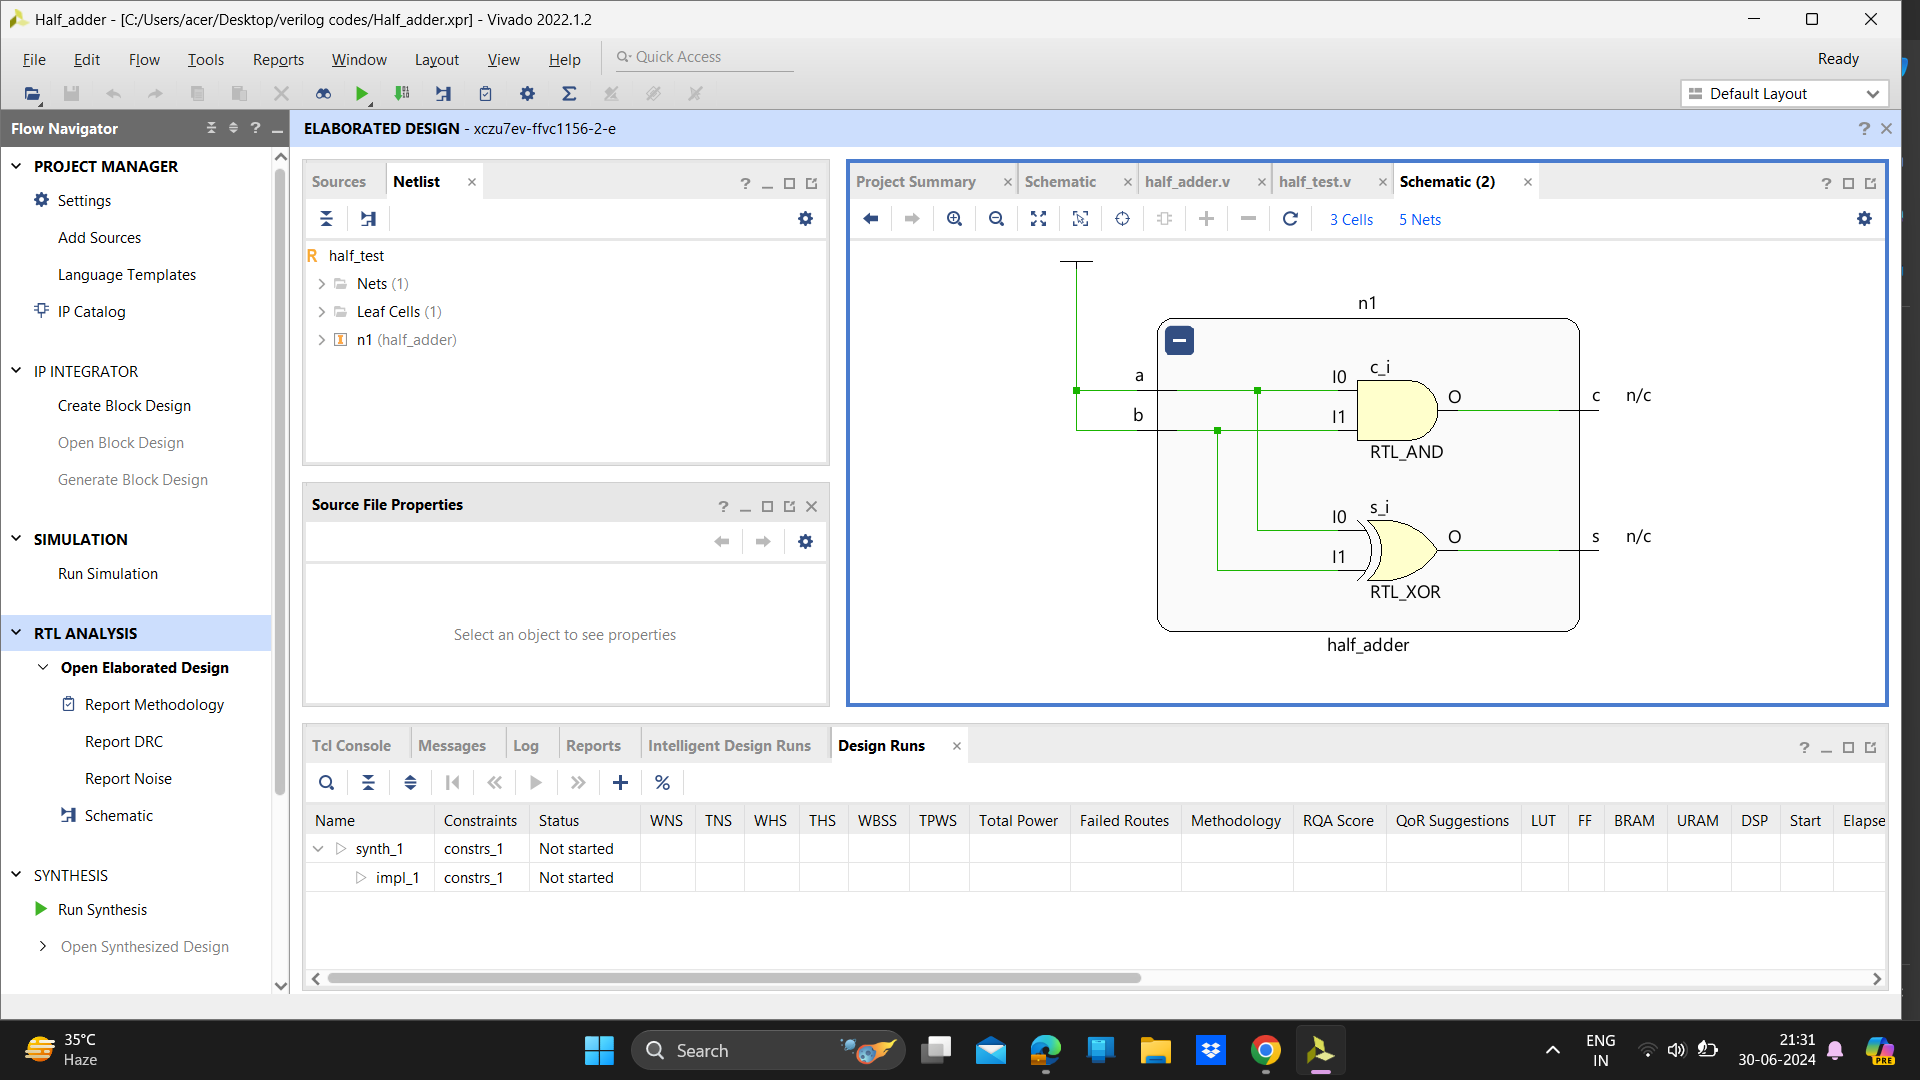 Half_adder - [C:/Users/acer/Desktop/verilog codes/Half_adder.xpr] - Vivado 2022.1.2
File Edit Flow Tools Reports Window Layout View Help Quick Access Ready
Default Layout
Flow Navigator
ELABORATED DESIGN - xczu7ev-ffvc1156-2-e
PROJECT MANAGER
Settings
Add Sources
Language Templates
IP Catalog
IP INTEGRATOR
Create Block Design
Open Block Design
Generate Block Design
SIMULATION
Run Simulation
RTL ANALYSIS
Open Elaborated Design
Report Methodology
Report DRC
Report Noise
Schematic
SYNTHESIS
Run Synthesis
Open Synthesized Design
Sources Netlist
R half_test
Nets (1)
Leaf Cells (1)
n1 (half_adder)
Source File Properties
Select an object to see properties
Project Summary Schematic half_adder.v half_test.v Schematic (2)
3 Cells 5 Nets
n1
a
b
I0
I1
c_i
O
RTL_AND
c n/c
I0
I1
s_i
O
RTL_XOR
s n/c
half_adder
Tcl Console Messages Log Reports Intelligent Design Runs Design Runs
Name Constraints Status WNS TNS WHS THS WBSS TPWS Total Power Failed Routes Methodology RQA Score QoR Suggestions LUT FF BRAM URAM DSP Start Elapse
synth_1 constrs_1 Not started
impl_1 constrs_1 Not started
35°C
Haze
Search
PRE
ENG
IN
21:31
30-06-2024